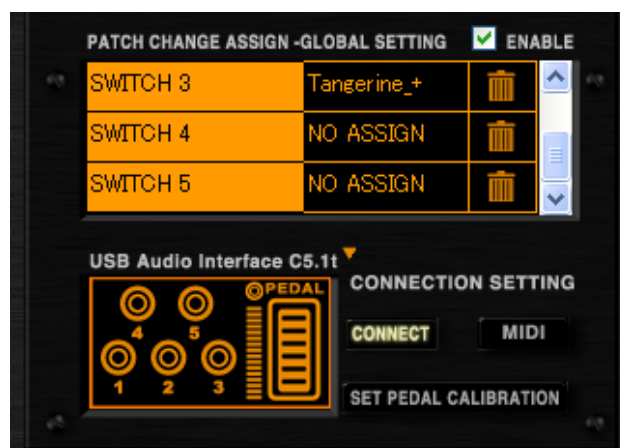 PATCH CHANGE ASSIGN -GLOBAL SETTING ENABLE
SWITCH 3 Tangerine_+
SWITCH 4 NO ASSIGN
SWITCH 5 NO ASSIGN
USB Audio Interface C5.1t
CONNECTION SETTING
PEDAL
4 5
1 2 3
CONNECT MIDI
SET PEDAL CALIBRATION